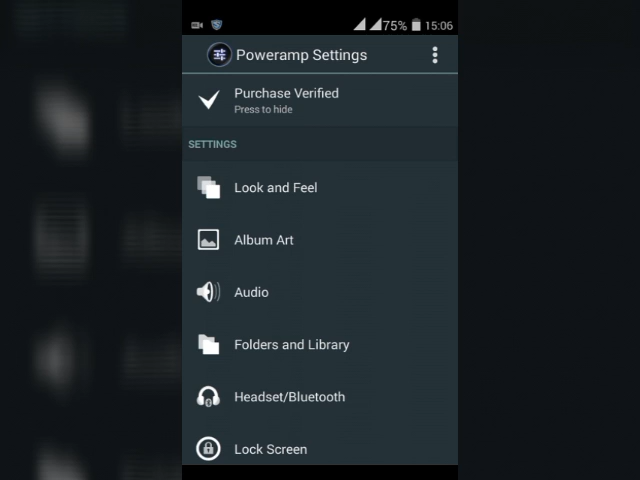 75% 15:06
Poweramp Settings
Purchase Verified
Press to hide
SETTINGS
Look and Feel
Album Art
Audio
Folders and Library
Headset/Bluetooth
Lock Screen